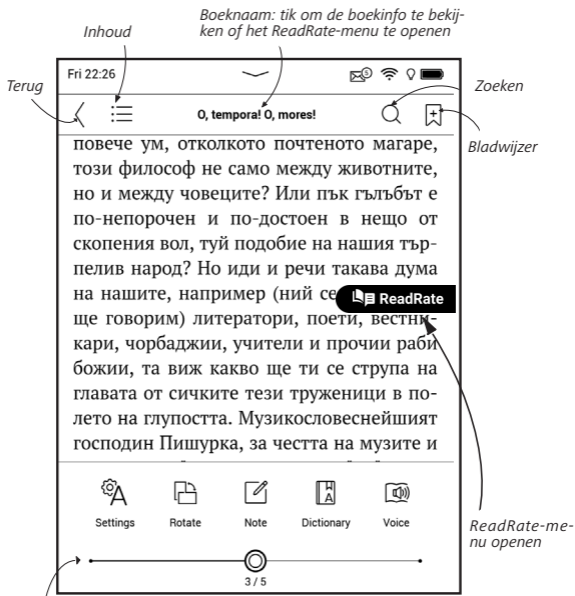 Boeknaam: tik om de boekinfo te bekij-
ken of het ReadRate-menu te openen
Inhoud
Terug
Fri 22:26
5
Zoeken
O, tempora! O, mores!
Bladwijzer
повече ум, отколкото почтеното магаре,
този философ не само между животните,
но и между човеците? Или пък гълъбът е
по-непорочен и по-достоен в нещо от
скопения вол, туй подобие на нашия тър-
пелив народ? Но иди и речи такава дума
на нашите, например (ний се
ReadRate
ще говорим) литератори, поети, вестни-
кари, чорбаджии, учители и прочии раби
божии, та виж какво ще ти се струпа на
главата от сичките тези труженици в по-
лето на глупостта. Музикословеснейшият
господин Пишурка, за честта на музите и
Settings
Rotate
Note
Dictionary
Voice
ReadRate-me-
nu openen
3 / 5